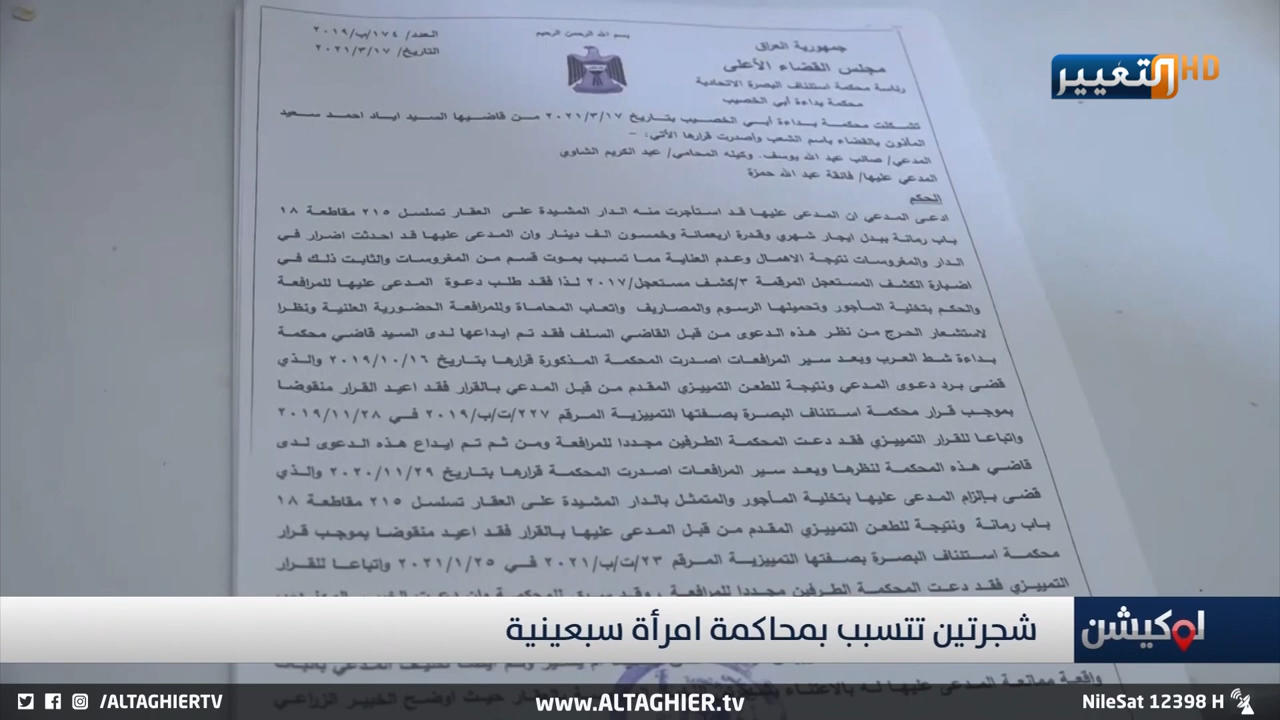 بسم الله الرحمن الرحيم
العدد/ ١٧٤/ب/٢٠١٩
التاريخ/ ٢٠٢١/٣/١٧
جمهورية العراق
مجلس القضاء الأعلى
رئاسة محكمة استئناف البصرة الاتحادية
محكمة بداءة أبي الخصيب
التغيير HD
تشكلت محكمة بداءة أبي الخصيب بتاريخ ٢٠٢١/٣/١٧ من قاضيها السيد اياد احمد سعيد
المأذون بالقضاء باسم الشعب وأصدرت قرارها الأتي: -
المدعي/ صالب عبد الله يوسف. وكيله المحامي/ عبد الكريم الشاوي
المدعي عليها/ فائقة عبد الله حمزة
الحكم
ادعى المدعي ان المدعى عليها قد استأجرت منه الدار المشيدة على العقار تسلسل ٢١٥ مقاطعة ١٨
باب رمانة ببدل ايجار شهري وقدرة اربعمائة وخمسون الف دينار وان المدعى عليها قد احدثت اضرار في
الدار والمغروسات نتيجة الاهمال وعدم العناية مما تسبب بموت قسم من المغروسات والثابت ذلك في
اضبارة الكشف المستعجل المرقمة ٣/كشف مستعجل/٢٠١٧ لذا فقد طلب دعوة المدعى عليها للمرافعة
والحكم بتخلية المأجور وتحميلها الرسوم والمصاريف واتعاب المحاماة وللمرافعة الحضورية العلنية ونظرا
لاستشعار الحرج من نظر هذه الدعوى من قبل القاضي السلف فقد تم ايداعها لدى السيد قاضي محكمة
بداءة شط العرب وبعد سير المرافعات اصدرت المحكمة المذكورة قرارها بتاريخ ٢٠١٩/١٠/١٦ والذي
قضى برد دعوى المدعي ونتيجة للطعن التمييزي المقدم من قبل المدعي بالقرار فقد اعيد القرار منقوضا
بموجب قرار محكمة استئناف البصرة بصفتها التمييزية المرقم ٢٢٧/ت/ب/٢٠١٩ في ٢٠١٩/١١/٢٨
واتباعا للقرار التمييزي فقد دعت المحكمة الطرفين مجددا للمرافعة ومن ثم تم ايداع هذه الدعوى لدى
قاضي هذه المحكمة لنظرها وبعد سير المرافعات اصدرت المحكمة قرارها بتاريخ ٢٠٢٠/١١/٢٩ والذي
قضى بإلزام المدعى عليها بتخلية المأجور والمتمثل بالدار المشيدة على العقار تسلسل ٢١٥ مقاطعة ١٨
باب رمانة ونتيجة للطعن التمييزي المقدم من قبل المدعى عليها بالقرار فقد اعيد منقوضا بموجب قرار
محكمة استئناف البصرة بصفتها التمييزية المرقم ٢٣/ت/ب/٢٠٢١ في ٢٠٢١/١/٢٥ واتباعا للقرار
التمييزي فقد دعت المحكمة الطرفين مجددا للمرافعة
لوكيشن
شجرتين تتسبب بمحاكمة امرأة سبعينية
واقعة ممانعة المدعى عليها له بالاعتناء
العقار حيث اوضح الخبير الزراعي
/ALTAGHIERTV
www.ALTAGHIER.tv
NileSat 12398 H